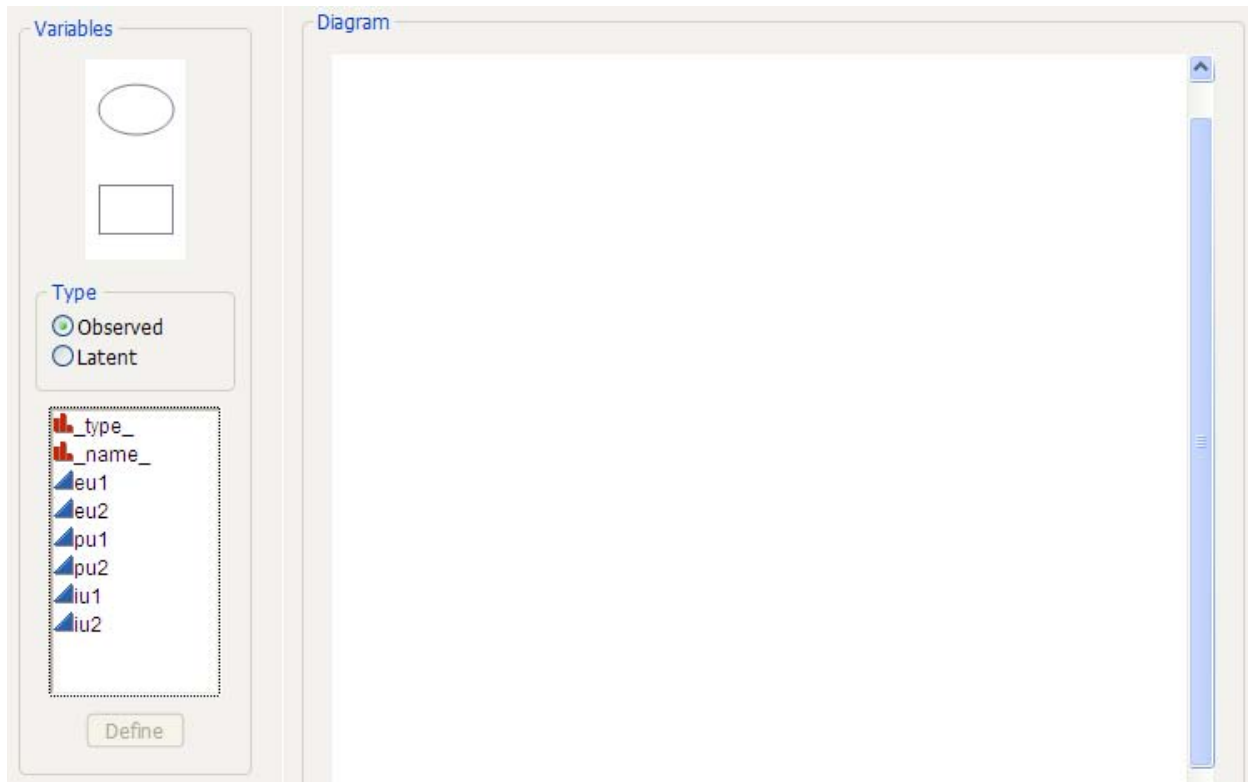 Variables
Diagram
Type
Observed
Latent
_type_
_name_
eu1
eu2
pu1
pu2
iu1
iu2
Define